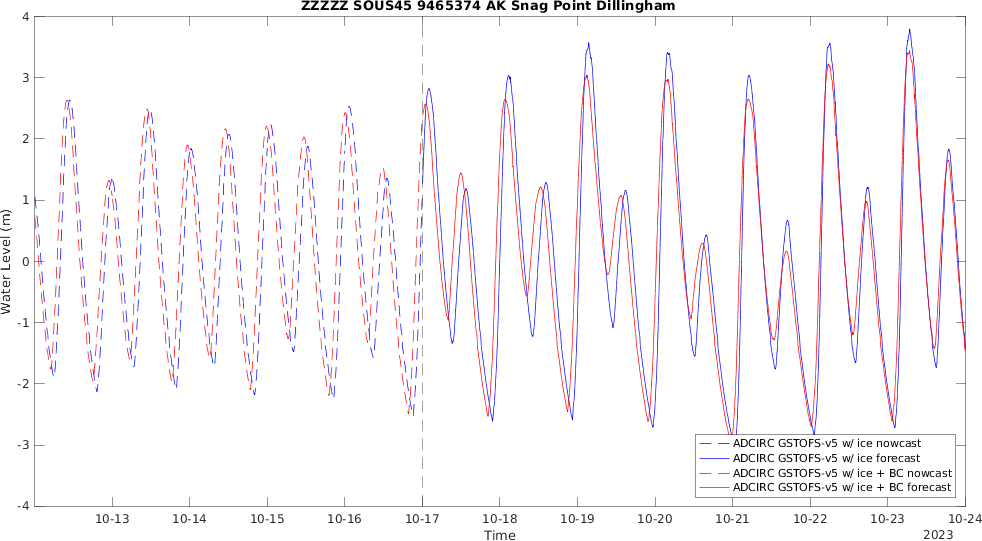 ZZZZZ SOUS45 9465374 AK Snag Point Dillingham
4
3
2
1
0
-1
-2
-3
-4
Water Level (m)
ADCIRC GSTOFS-v5 w/ ice nowcast
ADCIRC GSTOFS-v5 w/ ice forecast
ADCIRC GSTOFS-v5 w/ ice + BC nowcast
ADCIRC GSTOFS-v5 w/ ice + BC forecast
10-13 10-14 10-15 10-16 10-17 10-18 10-19 10-20 10-21 10-22 10-23 10-24
Time
2023